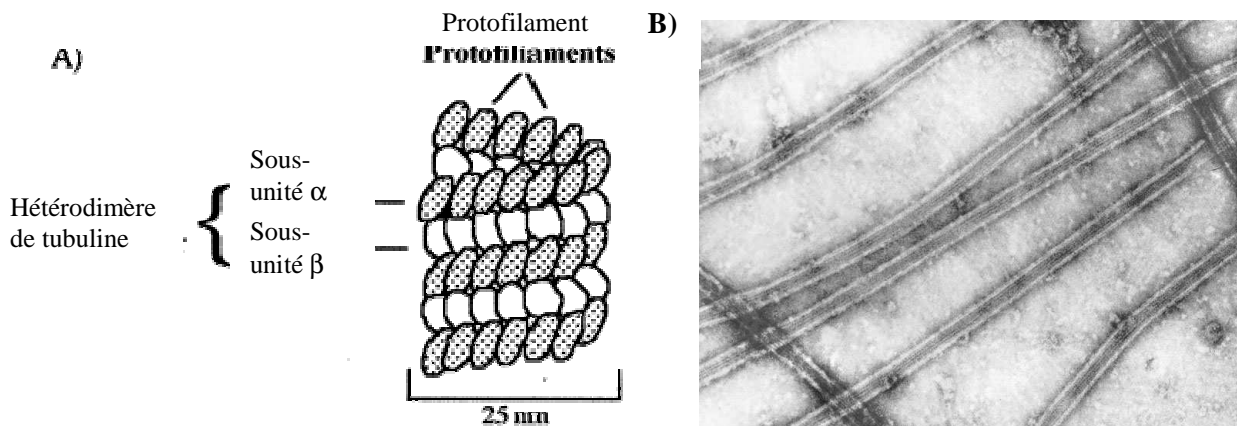 Protofilament
Protofiliaments
A)
Sous-
unité α
Hétérodimère
de tubuline
{
Sous-
unité β
25 nm
B)